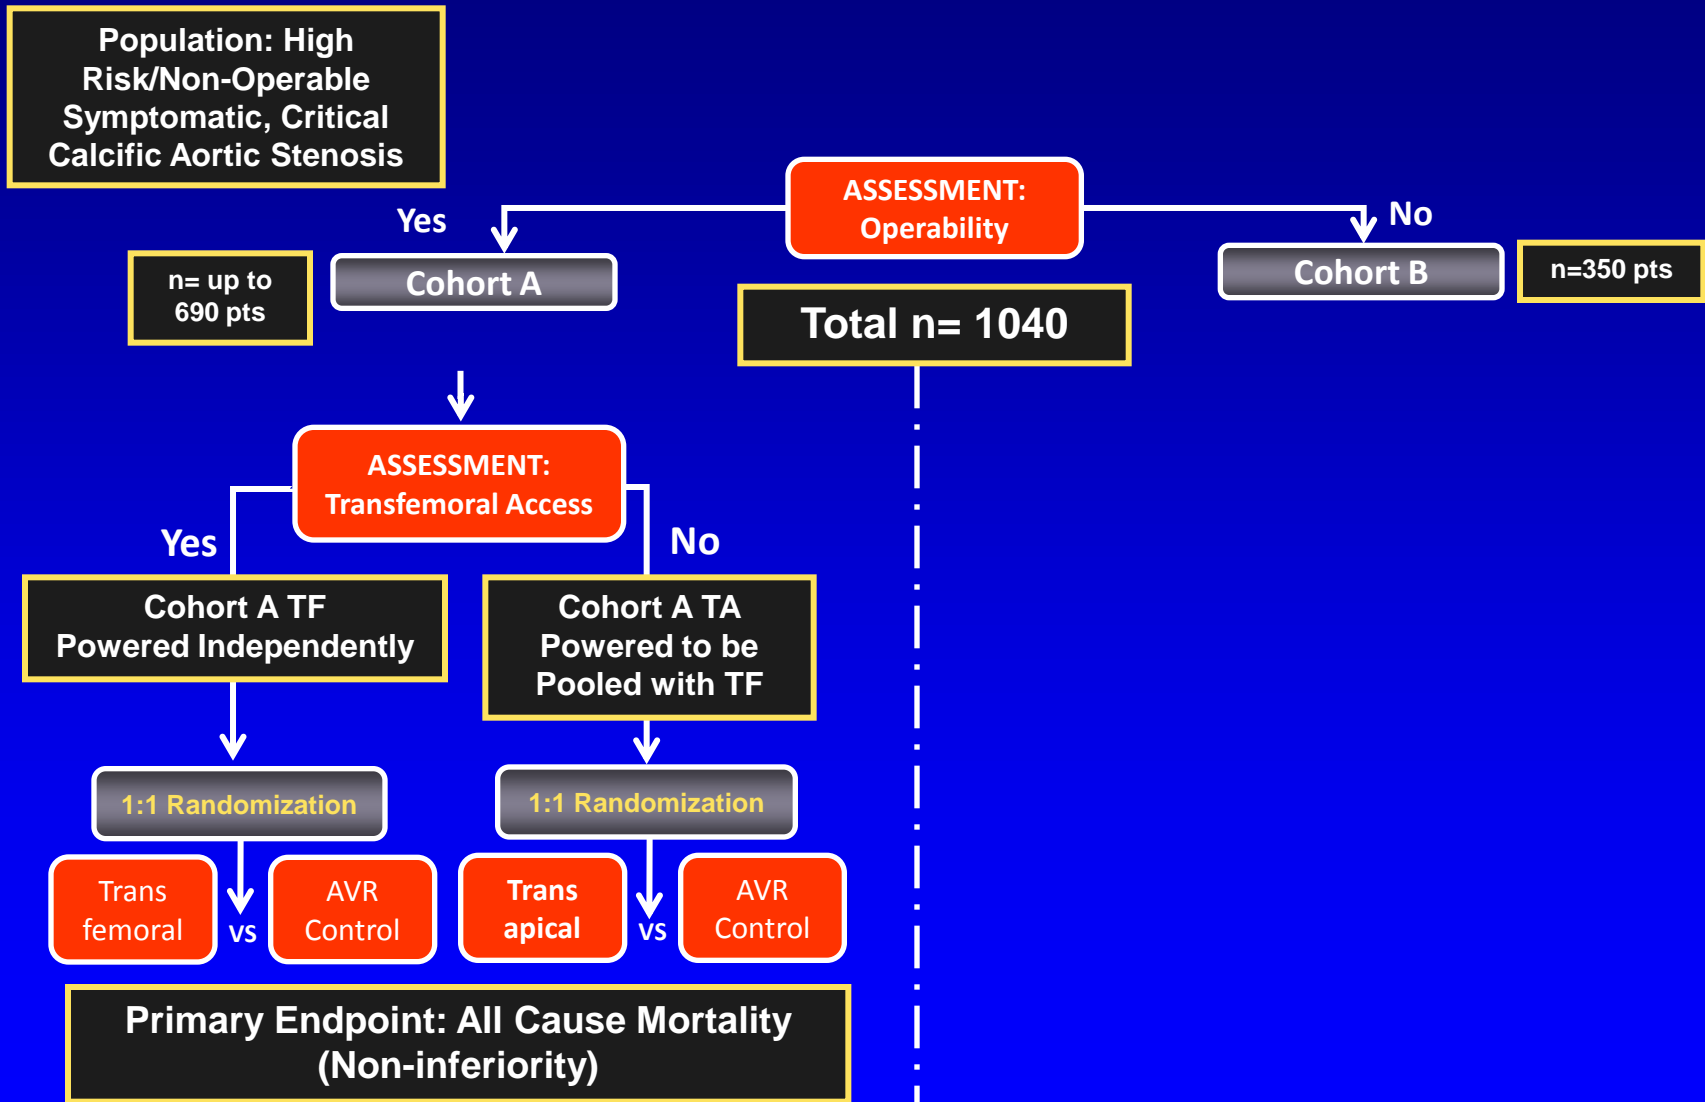 Population: High
Risk/Non-Operable
Symptomatic, Critical
Calcific Aortic Stenosis
ASSESSMENT:
Operability
Yes
No
n= up to
690 pts
Cohort A
Cohort B
n=350 pts
Total n= 1040
ASSESSMENT:
Transfemoral Access
Yes
No
Cohort A TF
Powered Independently
Cohort A TA
Powered to be
Pooled with TF
1:1 Randomization
1:1 Randomization
Trans
femoral
vs
AVR
Control
Trans
apical
vs
AVR
Control
Primary Endpoint: All Cause Mortality
(Non-inferiority)